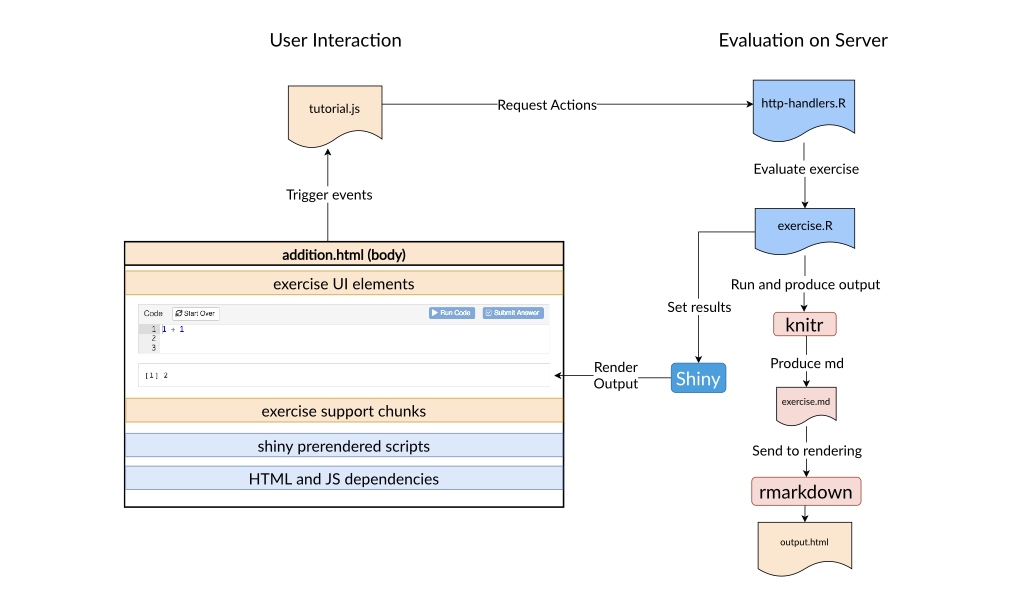 User Interaction
Evaluation on Server
tutorial.js
Request Actions
http-handlers.R
Trigger events
Evaluate exercise
addition.html (body)
exercise UI elements
Code
Start Over
Run Code
Submit Answer
1 1 + 1
2
3
[1] 2
exercise support chunks
shiny prerendered scripts
HTML and JS dependencies
exercise.R
Set results
Run and produce output
Render
Output
Shiny
knitr
Produce md
exercise.md
Send to rendering
rmarkdown
output.html